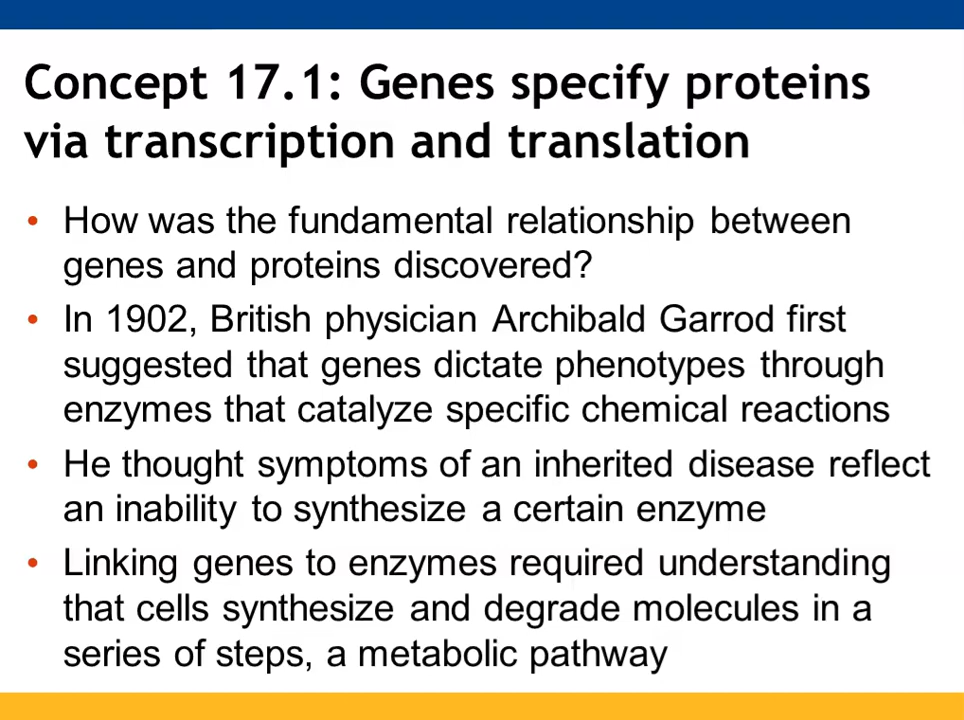 Concept 17.1: Genes specify proteins
via transcription and translation
• How was the fundamental relationship between
genes and proteins discovered?
• In 1902, British physician Archibald Garrod first
suggested that genes dictate phenotypes through
enzymes that catalyze specific chemical reactions
• He thought symptoms of an inherited disease reflect
an inability to synthesize a certain enzyme
• Linking genes to enzymes required understanding
that cells synthesize and degrade molecules in a
series of steps, a metabolic pathway